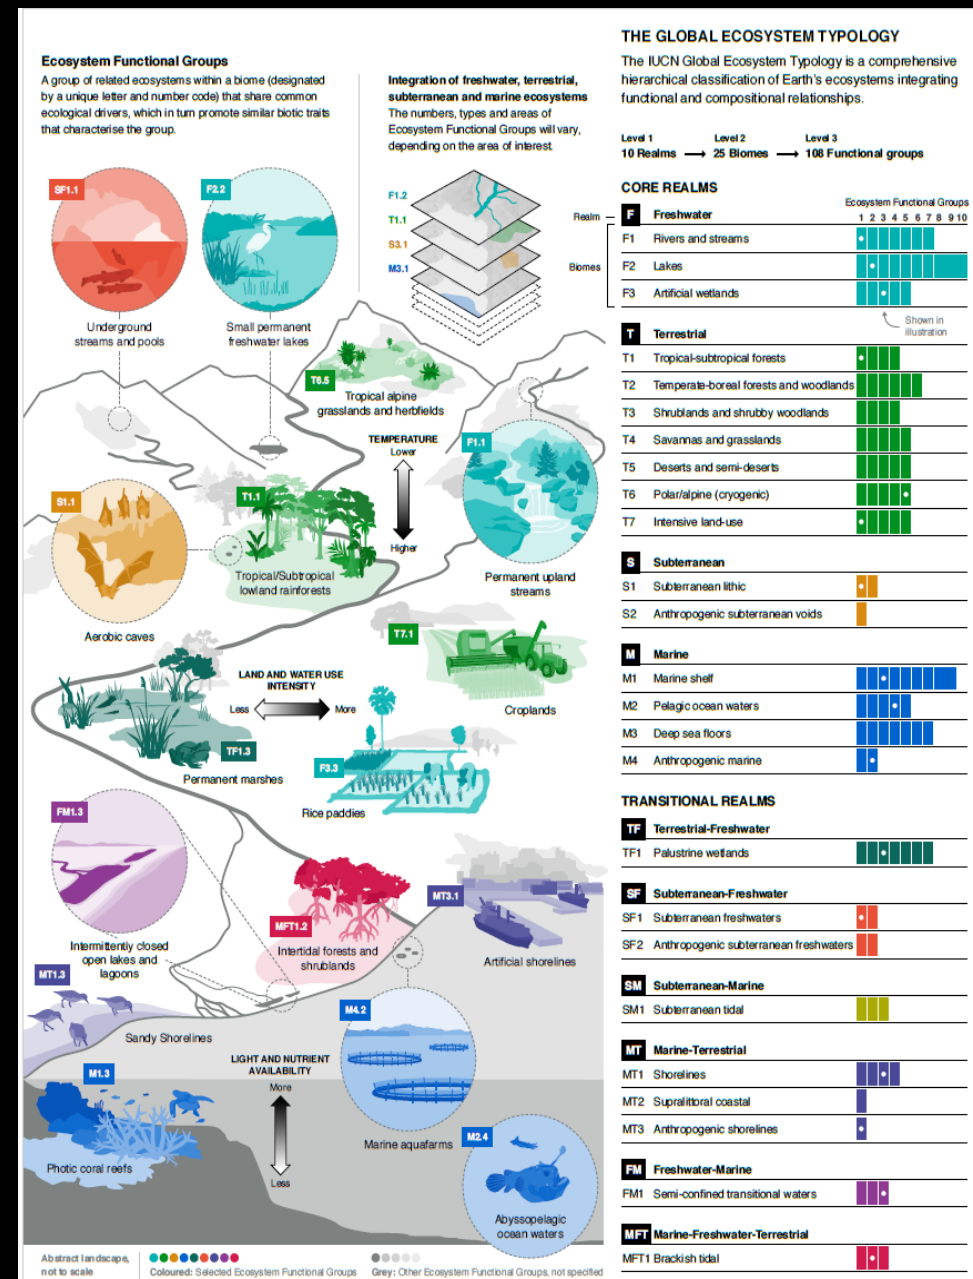 Ecosystem Functional Groups
A group of related ecosystems within a biome (designated
by a unique letter and number code) that share common
ecological drivers, which in turn promote similar biotic traits
that characterise the group.
Integration of freshwater, terrestrial,
subterranean and marine ecosystems
The numbers, types and areas of
Ecosystem Functional Groups will vary,
depending on the area of interest.
SF1.1
Underground
streams and pools
F2.2
Small permanent
freshwater lakes
F1.2
T1.1
S3.1
M3.1
T6.5
Tropical alpine
grasslands and herbfields
TEMPERATURE
Lower
Higher
F1.1
Permanent upland
streams
S1.1
Aerobic caves
T1.1
Tropical/Subtropical
lowland rainforests
T7.1
Croplands
LAND AND WATER USE
INTENSITY
Less
More
TF1.3
Permanent marshes
F3.3
Rice paddies
FM1.3
Intermittently closed
open lakes and
lagoons
MFT1.2
Intertidal forests and
shrublands
MT3.1
Artificial shorelines
MT1.3
Sandy Shorelines
M4.2
Marine aquafarms
LIGHT AND NUTRIENT
AVAILABILITY
More
Less
M1.3
Photic coral reefs
M2.4
Abyssopelagic
ocean waters
Abstract landscape,
not to scale
Coloured: Selected Ecosystem Functional Groups
Grey: Other Ecosystem Functional Groups, not specified
THE GLOBAL ECOSYSTEM TYPOLOGY
The IUCN Global Ecosystem Typology is a comprehensive
hierarchical classification of Earth's ecosystems integrating
functional and compositional relationships.
Level 1 Level 2 Level 3
10 Realms → 25 Biomes → 108 Functional groups
CORE REALMS
Ecosystem Functional Groups
Realm
F Freshwater 1 2 3 4 5 6 7 8 9 10
Biomes
F1 Rivers and streams
F2 Lakes
F3 Artificial wetlands
Shown in
illustration
T Terrestrial
T1 Tropical-subtropical forests
T2 Temperate-boreal forests and woodlands
T3 Shrublands and shrubby woodlands
T4 Savannas and grasslands
T5 Deserts and semi-deserts
T6 Polar/alpine (cryogenic)
T7 Intensive land-use
S Subterranean
S1 Subterranean lithic
S2 Anthropogenic subterranean voids
M Marine
M1 Marine shelf
M2 Pelagic ocean waters
M3 Deep sea floors
M4 Anthropogenic marine
TRANSITIONAL REALMS
TF Terrestrial-Freshwater
TF1 Palustrine wetlands
SF Subterranean-Freshwater
SF1 Subterranean freshwaters
SF2 Anthropogenic subterranean freshwaters
SM Subterranean-Marine
SM1 Subterranean tidal
MT Marine-Terrestrial
MT1 Shorelines
MT2 Supralittoral coastal
MT3 Anthropogenic shorelines
FM Freshwater-Marine
FM1 Semi-confined transitional waters
MFT Marine-Freshwater-Terrestrial
MFT1 Brackish tidal